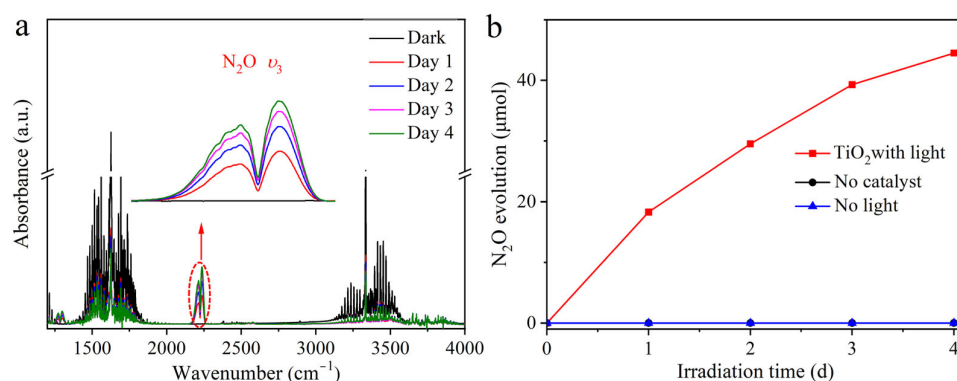 a
Absorbance (a.u.)
N₂O υ₃
Dark
Day 1
Day 2
Day 3
Day 4
1500 2000 2500 3000 3500 4000
Wavenumber (cm⁻¹)
b
N₂O evolution (μmol)
40
20
0
TiO₂with light
No catalyst
No light
0 1 2 3 4
Irradiation time (d)